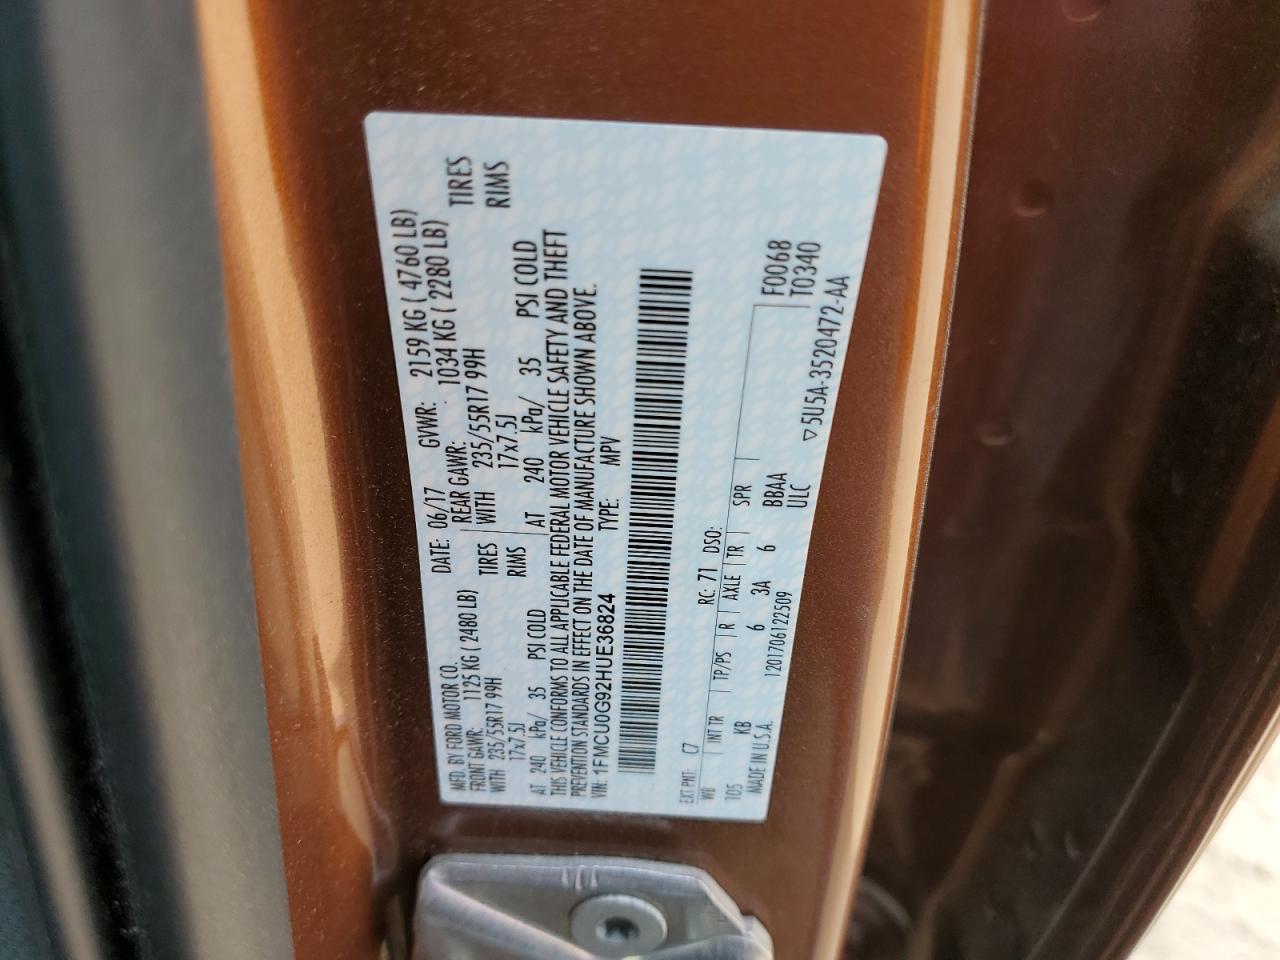 MFD. BY FORD MOTOR CO. DATE: 06/17 GVWR: 2159 KG ( 4760 LB)
FRONT GAWR: 1125 KG ( 2480 LB) REAR GAWR: 1034 KG ( 2280 LB)
WITH 235/55R17 99H TIRES WITH 235/55R17 99H TIRES
17x7.5J RIMS 17x7.5J RIMS
AT 240 kPa/ 35 PSI COLD AT 240 kPa/ 35 PSI COLD
THIS VEHICLE CONFORMS TO ALL APPLICABLE FEDERAL MOTOR VEHICLE SAFETY AND THEFT
PREVENTION STANDARDS IN EFFECT ON THE DATE OF MANUFACTURE SHOWN ABOVE.
VIN: 1FMCU0G92HUE36824 TYPE: MPV
EXT PNT: C7 RC: 71 DSO: F0068
WB INT TR TP/PS R AXLE TR SPR T0340
105 KB 6 3A 6 BBAA
MADE IN U.S.A. 1201706122509 ULC
▽5U5A-3520472-AA